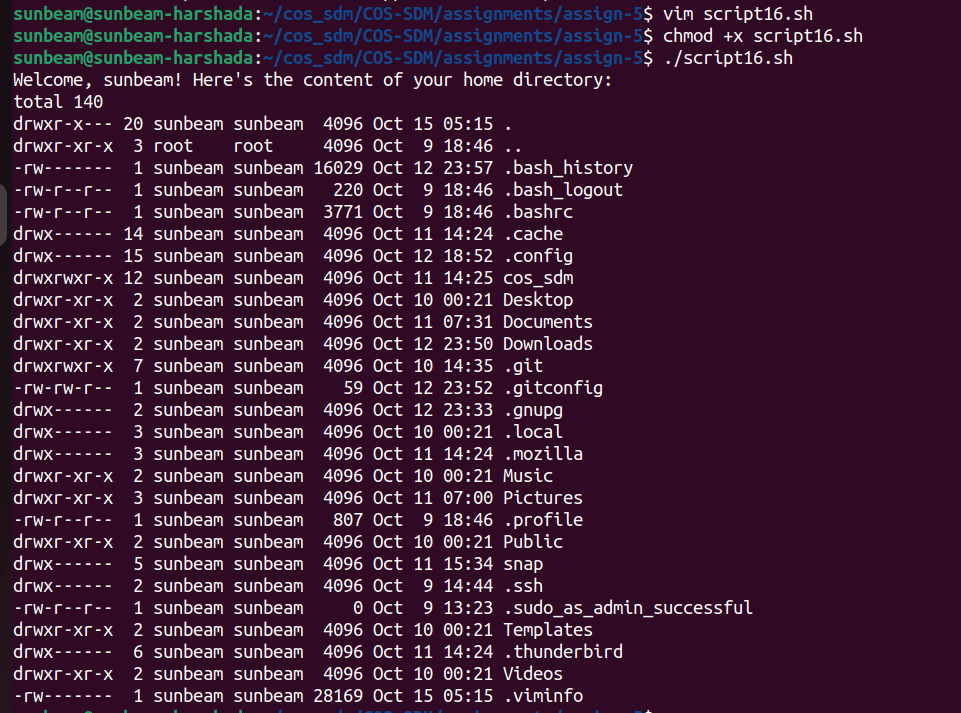 sunbeam@sunbeam-harshada:~/cos_sdm/COS-SDM/assignments/assign-5$ vim script16.sh
sunbeam@sunbeam-harshada:~/cos_sdm/COS-SDM/assignments/assign-5$ chmod +x script16.sh
sunbeam@sunbeam-harshada:~/cos_sdm/COS-SDM/assignments/assign-5$ ./script16.sh
Welcome, sunbeam! Here's the content of your home directory:
total 140
drwxr-x--- 20 sunbeam sunbeam  4096 Oct 15 05:15 .
drwxr-xr-x  3 root    root     4096 Oct  9 18:46 ..
-rw-------  1 sunbeam sunbeam 16029 Oct 12 23:57 .bash_history
-rw-r--r--  1 sunbeam sunbeam   220 Oct  9 18:46 .bash_logout
-rw-r--r--  1 sunbeam sunbeam  3771 Oct  9 18:46 .bashrc
drwx------ 14 sunbeam sunbeam  4096 Oct 11 14:24 .cache
drwx------ 15 sunbeam sunbeam  4096 Oct 12 18:52 .config
drwxrwxr-x 12 sunbeam sunbeam  4096 Oct 11 14:25 cos_sdm
drwxr-xr-x  2 sunbeam sunbeam  4096 Oct 10 00:21 Desktop
drwxr-xr-x  2 sunbeam sunbeam  4096 Oct 11 07:31 Documents
drwxr-xr-x  2 sunbeam sunbeam  4096 Oct 12 23:50 Downloads
drwxrwxr-x  7 sunbeam sunbeam  4096 Oct 10 14:35 .git
-rw-rw-r--  1 sunbeam sunbeam    59 Oct 12 23:52 .gitconfig
drwx------  2 sunbeam sunbeam  4096 Oct 12 23:33 .gnupg
drwx------  3 sunbeam sunbeam  4096 Oct 10 00:21 .local
drwx------  3 sunbeam sunbeam  4096 Oct 11 14:24 .mozilla
drwxr-xr-x  2 sunbeam sunbeam  4096 Oct 10 00:21 Music
drwxr-xr-x  3 sunbeam sunbeam  4096 Oct 11 07:00 Pictures
-rw-r--r--  1 sunbeam sunbeam   807 Oct  9 18:46 .profile
drwxr-xr-x  2 sunbeam sunbeam  4096 Oct 10 00:21 Public
drwx------  5 sunbeam sunbeam  4096 Oct 11 15:34 snap
drwx------  2 sunbeam sunbeam  4096 Oct  9 14:44 .ssh
-rw-r--r--  1 sunbeam sunbeam     0 Oct  9 13:23 .sudo_as_admin_successful
drwxr-xr-x  2 sunbeam sunbeam  4096 Oct 10 00:21 Templates
drwx------  6 sunbeam sunbeam  4096 Oct 11 14:24 .thunderbird
drwxr-xr-x  2 sunbeam sunbeam  4096 Oct 10 00:21 Videos
-rw-------  1 sunbeam sunbeam 28169 Oct 15 05:15 .viminfo